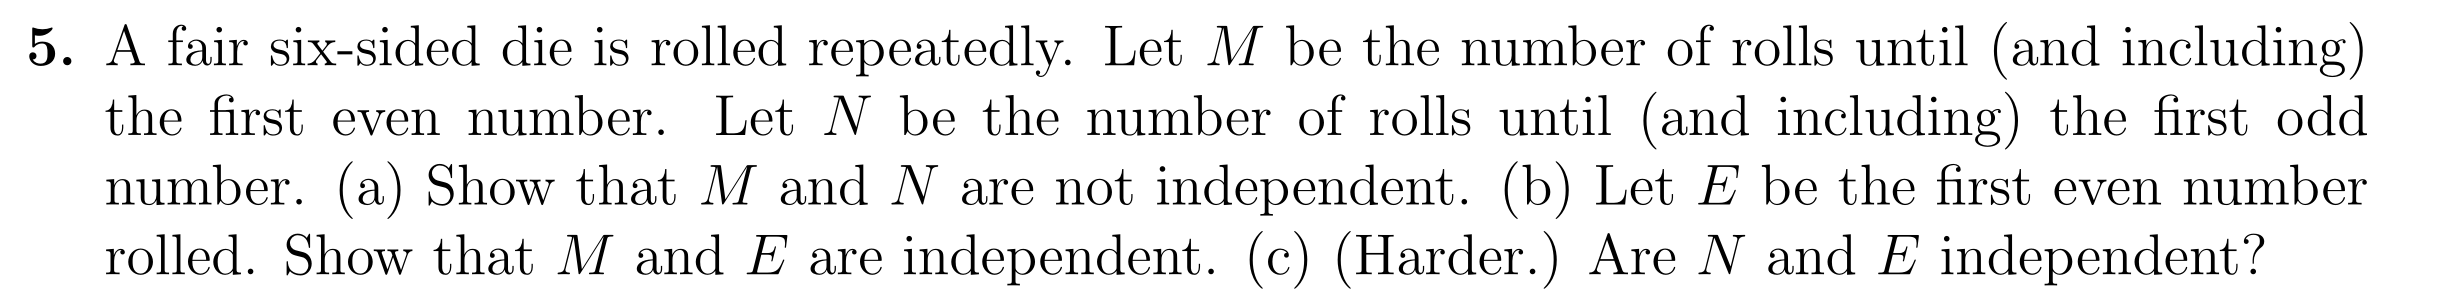 5. A fair six-sided die is rolled repeatedly. Let M be the number of rolls until (and including)
the first even number. Let N be the number of rolls until (and including) the first odd
number. (a) Show that M and N are not independent. (b) Let E be the first even number
rolled. Show that M and E are independent. (c) (Harder.) Are N and E independent?